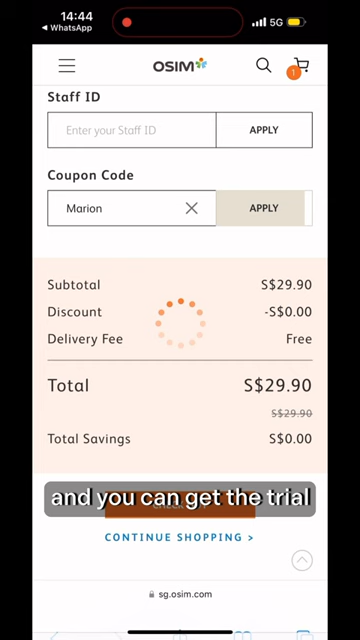 14:44
5G
WhatsApp
OSIM
1
Staff ID
Enter your Staff ID
APPLY
Coupon Code
Marion
APPLY
Subtotal S$29.90
Discount -S$0.00
Delivery Fee Free
Total S$29.90
S$29.90
Total Savings S$0.00
and you can get the trial
CONTINUE SHOPPING >
sg.osim.com